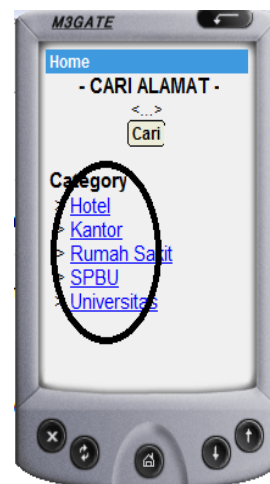 M3GATE
Home
- CARI ALAMAT -
<...>
Cari
Category
> Hotel
> Kantor
> Rumah Sakit
> SPBU
> Universitas